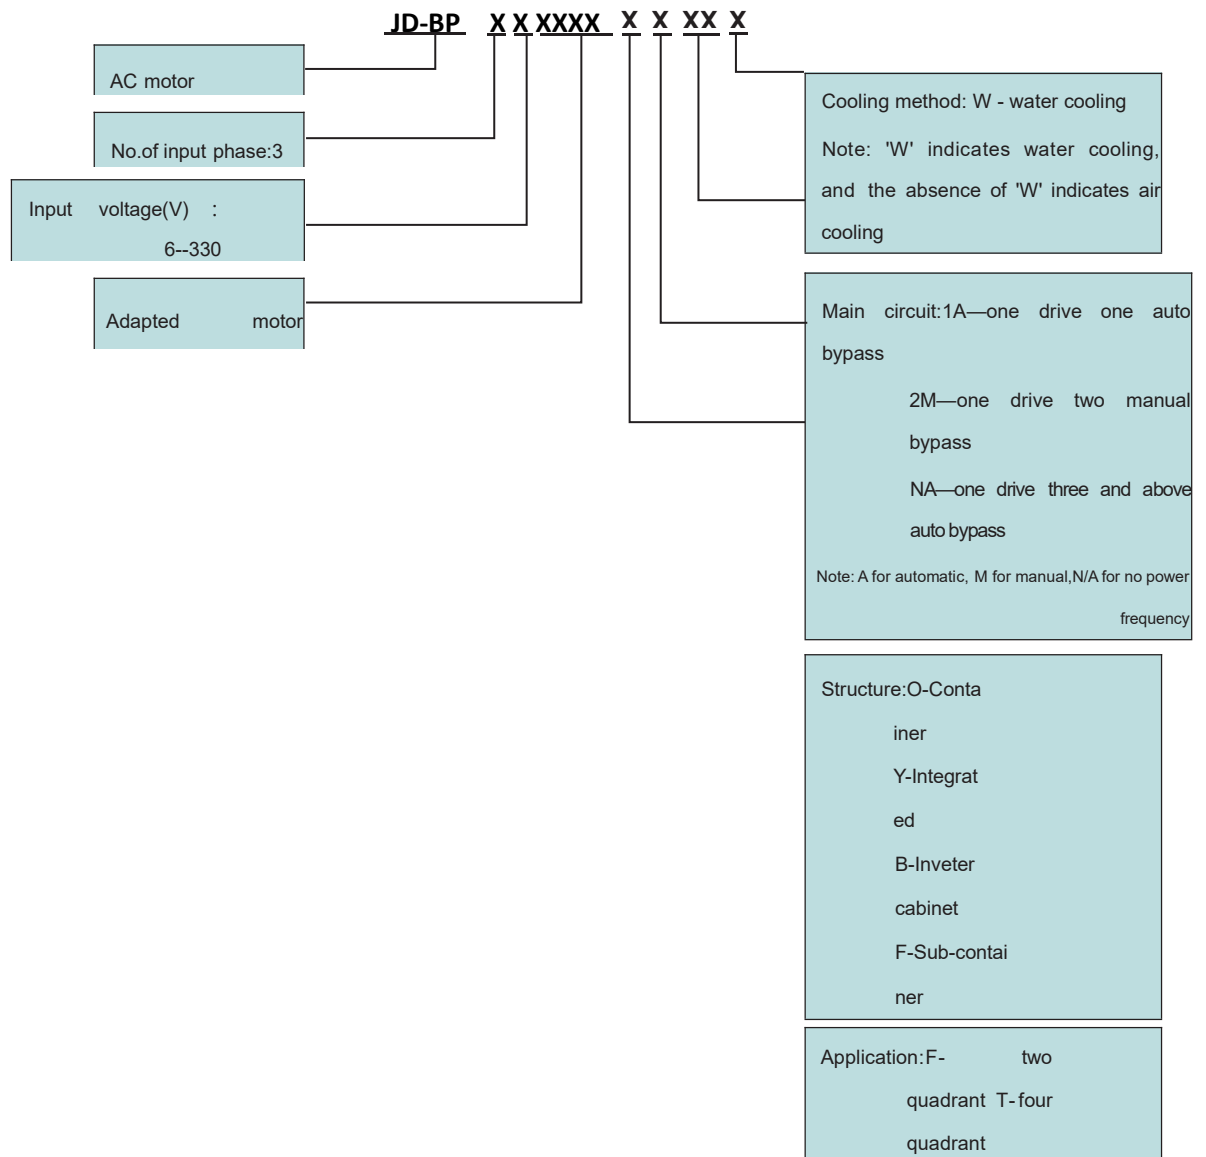 JD-BP X X XXXX X X XX X
AC motor
No.of input phase:3
Input voltage(V) :
6--330
Adapted motor
Cooling method: W - water cooling
Note: 'W' indicates water cooling,
and the absence of 'W' indicates air
cooling
Main circuit:1A—one drive one auto
bypass
2M—one drive two manual
bypass
NA—one drive three and above
auto bypass
Note: A for automatic, M for manual,N/A for no power
frequency
Structure:O-Conta
iner
Y-Integrat
ed
B-Inveter
cabinet
F-Sub-contai
ner
Application:F- two
quadrant T-four
quadrant